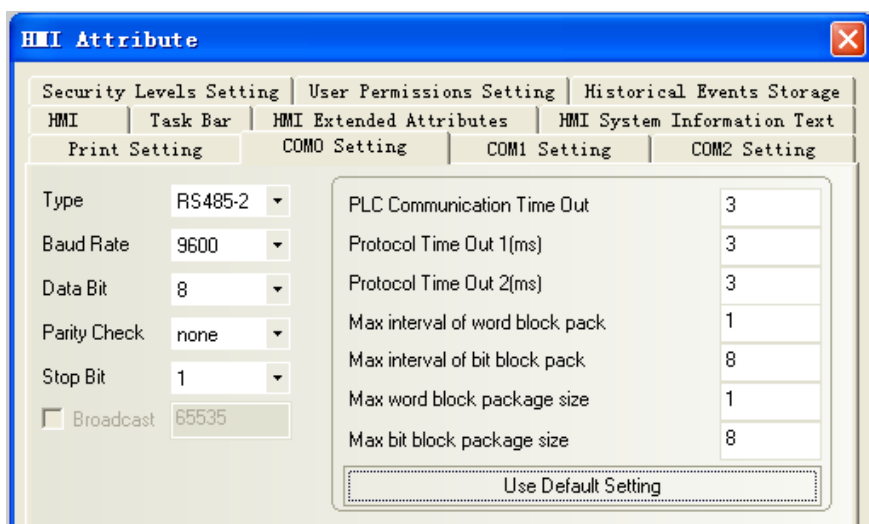 HMI Attribute
Security Levels Setting User Permissions Setting Historical Events Storage
HMI Task Bar HMI Extended Attributes HMI System Information Text
Print Setting COM0 Setting COM1 Setting COM2 Setting
Type RS485-2
Baud Rate 9600
Data Bit 8
Parity Check none
Stop Bit 1
Broadcast 65535
PLC Communication Time Out 3
Protocol Time Out 1(ms) 3
Protocol Time Out 2(ms) 3
Max interval of word block pack 1
Max interval of bit block pack 8
Max word block package size 1
Max bit block package size 8
Use Default Setting